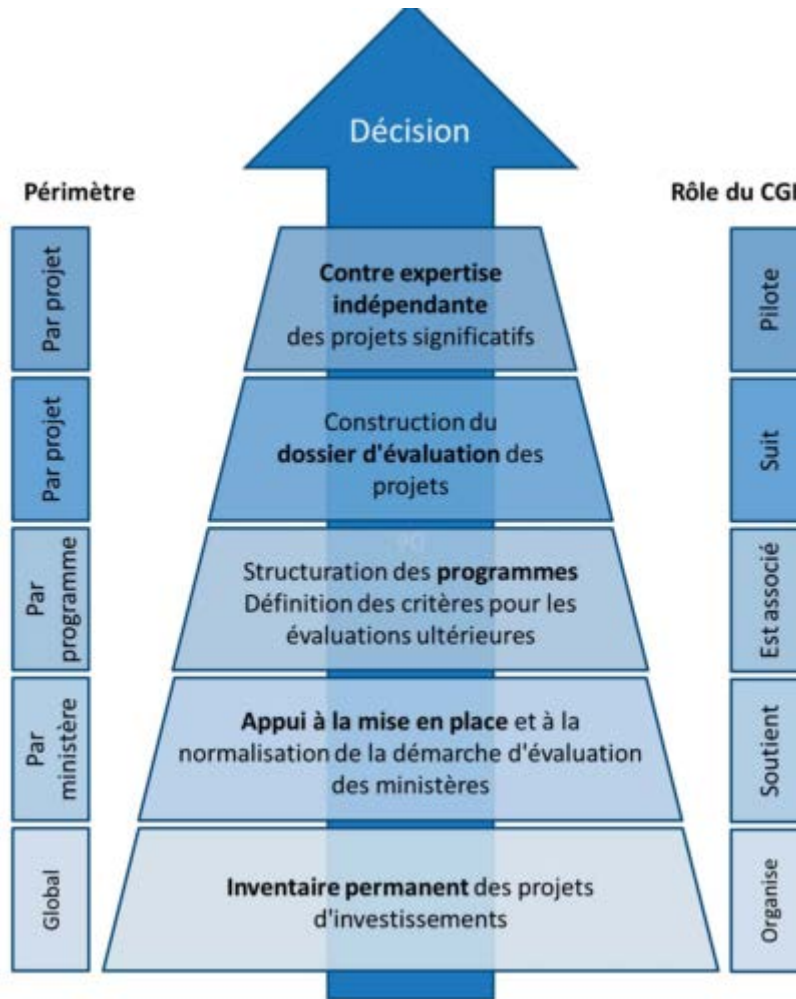 Décision
Périmètre
Rôle du CGI
Par projet
Contre expertise
indépendante
des projets significatifs
Pilote
Par projet
Construction du
dossier d'évaluation des
projets
Suit
Par
programme
Structuration des programmes
Définition des critères pour les
évaluations ultérieures
Est associé
Par
ministère
Appui à la mise en place et à la
normalisation de la démarche d'évaluation
des ministères
Soutient
Global
Inventaire permanent des projets
d'investissements
Organise